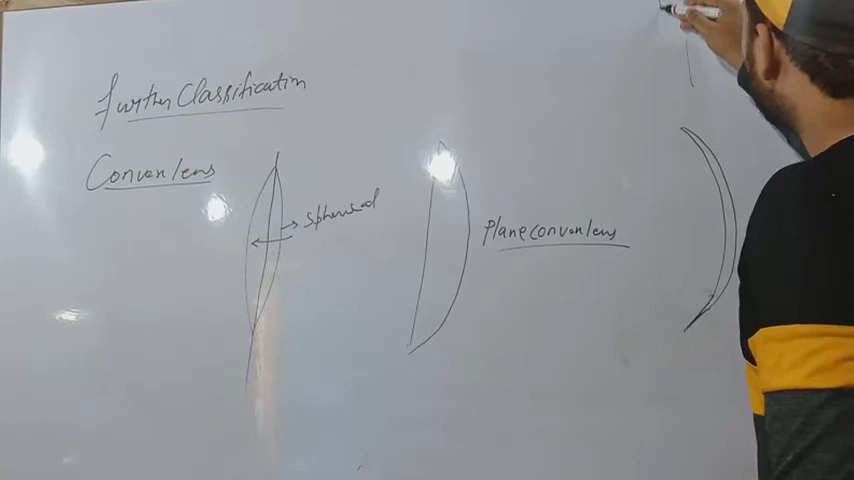 further Classification
Convex lens
Spherical
Plane convex lens